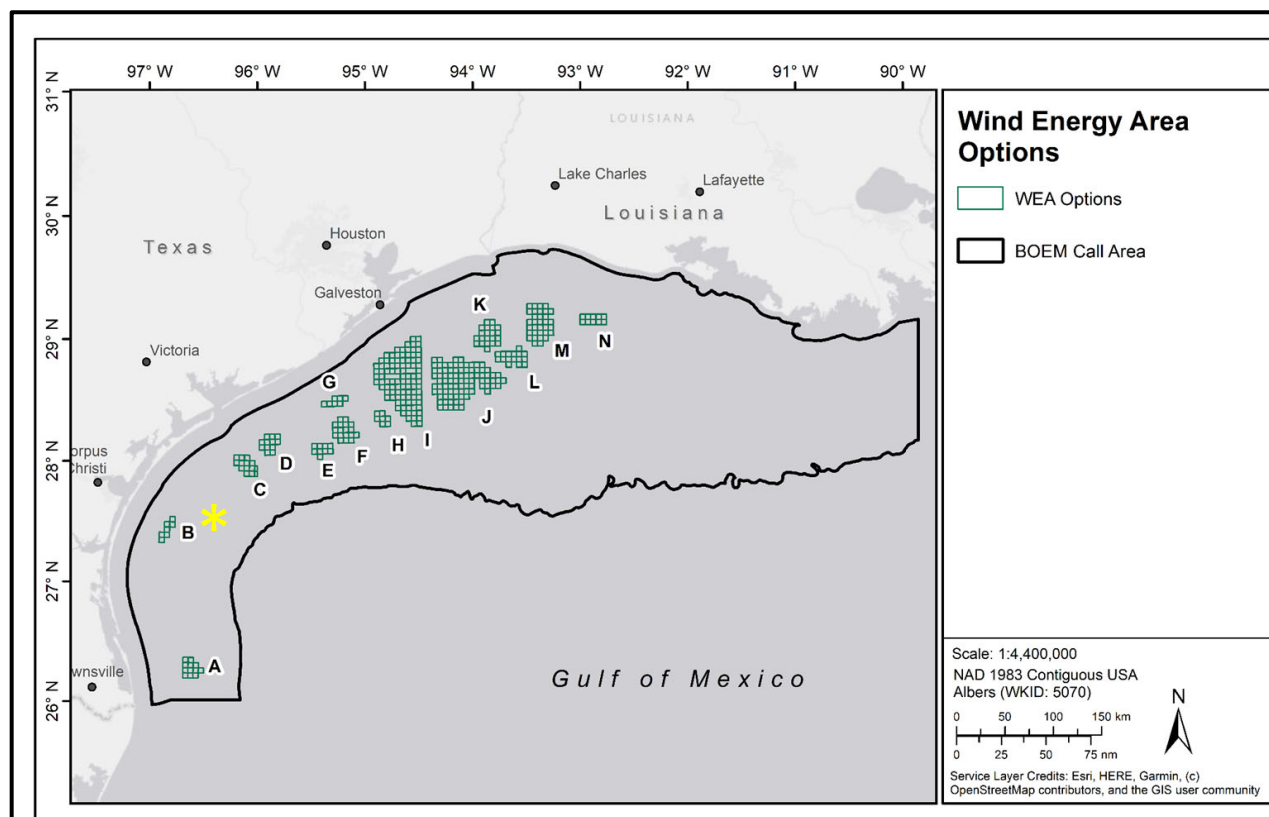 97° W 96° W 95° W 94° W 93° W 92° W 91° W 90° W
31° N
30° N
29° N
28° N
27° N
26° N
LOUISIANA
Lake Charles
Lafayette
Louisiana
Texas
Houston
Galveston
Victoria
orpus
Christi
wnsville
K
N
M
L
G
J
I
H
F
E
D
C
B
A
Gulf of Mexico
Wind Energy Area
Options
WEA Options
BOEM Call Area
Scale: 1:4,400,000
NAD 1983 Contiguous USA
Albers (WKID: 5070)
N
0 50 100 150 km
0 25 50 75 nm
Service Layer Credits: Esri, HERE, Garmin, (c)
OpenStreetMap contributors, and the GIS user community